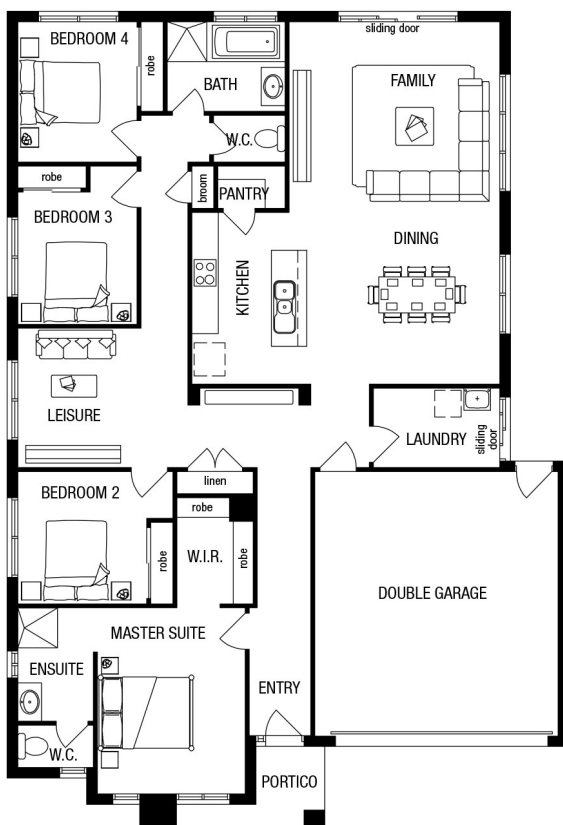 sliding door
BEDROOM 4
robe
BATH
FAMILY
W.C.
robe
broom
PANTRY
BEDROOM 3
DINING
KITCHEN
LEISURE
LAUNDRY
sliding
door
linen
BEDROOM 2
robe
robe
W.I.R.
robe
DOUBLE GARAGE
MASTER SUITE
ENSUITE
ENTRY
W.C.
PORTICO